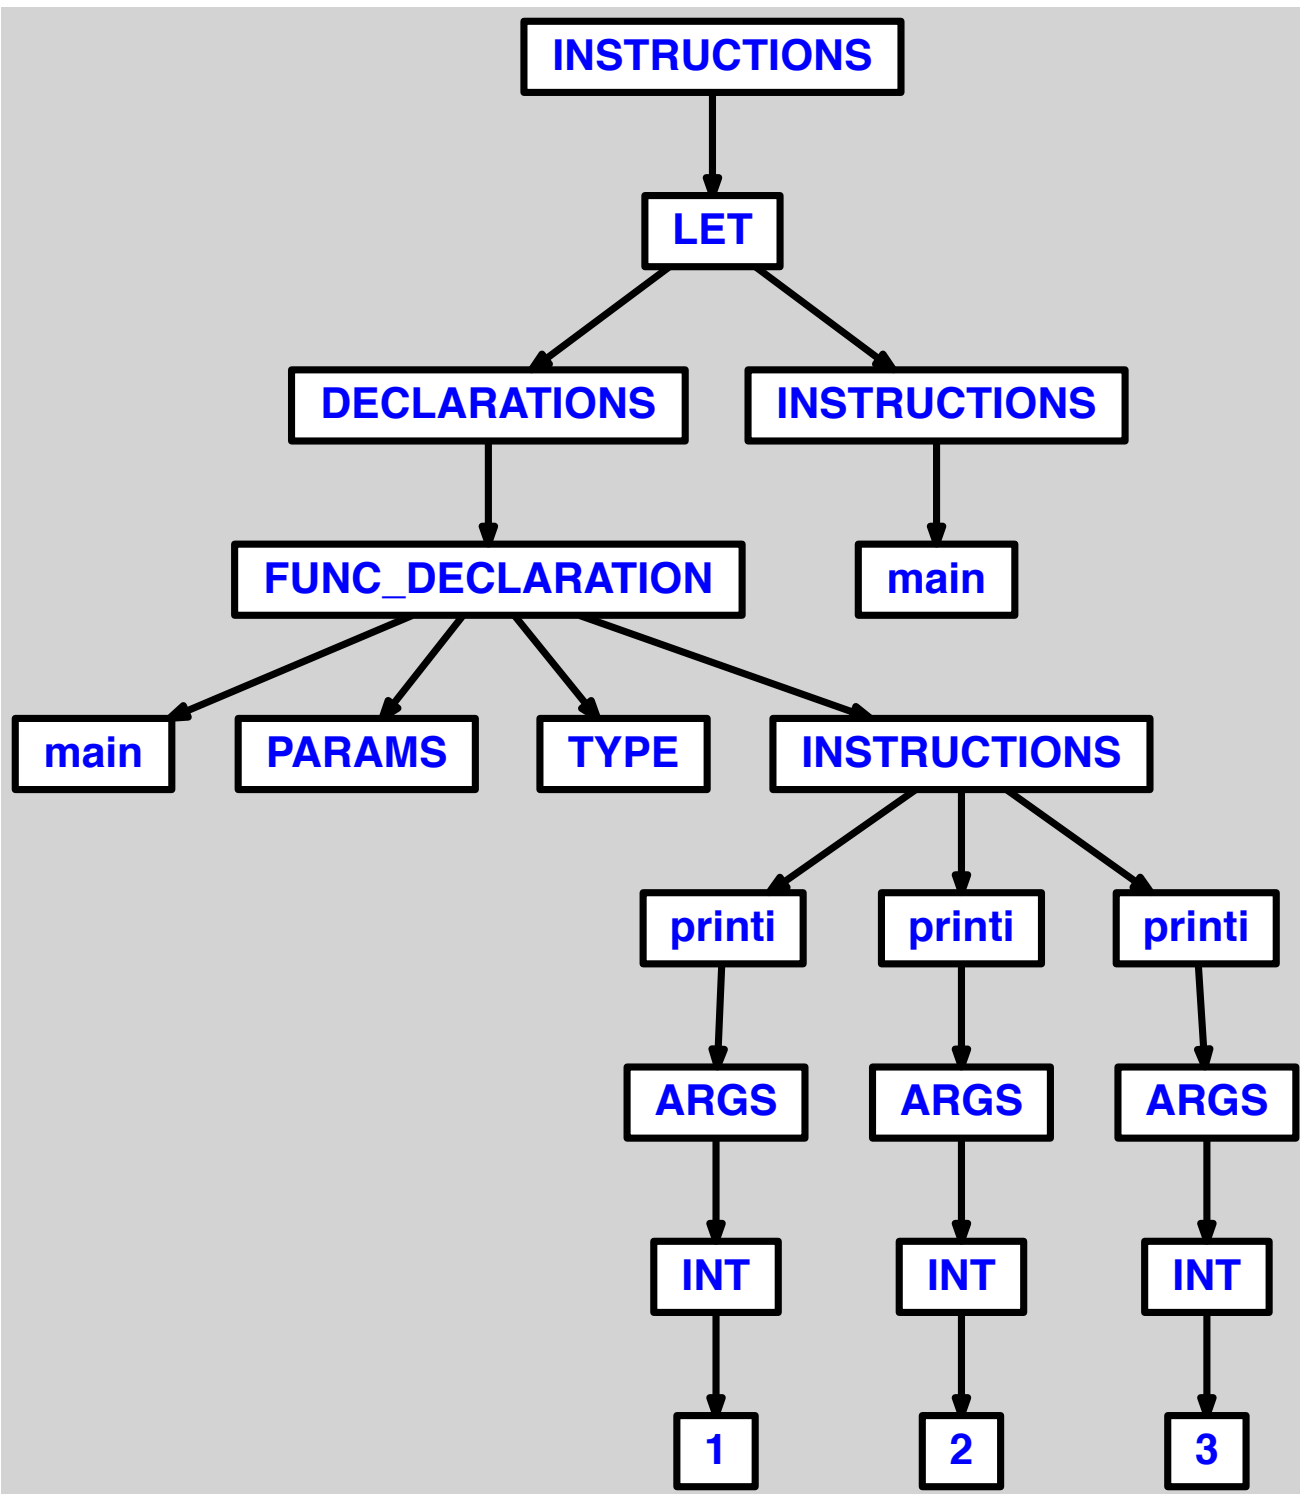 INSTRUCTIONS
LET
DECLARATIONS
INSTRUCTIONS
FUNC_DECLARATION
main
main
PARAMS
TYPE
INSTRUCTIONS
printi
printi
printi
ARGS
ARGS
ARGS
INT
INT
INT
1
2
3